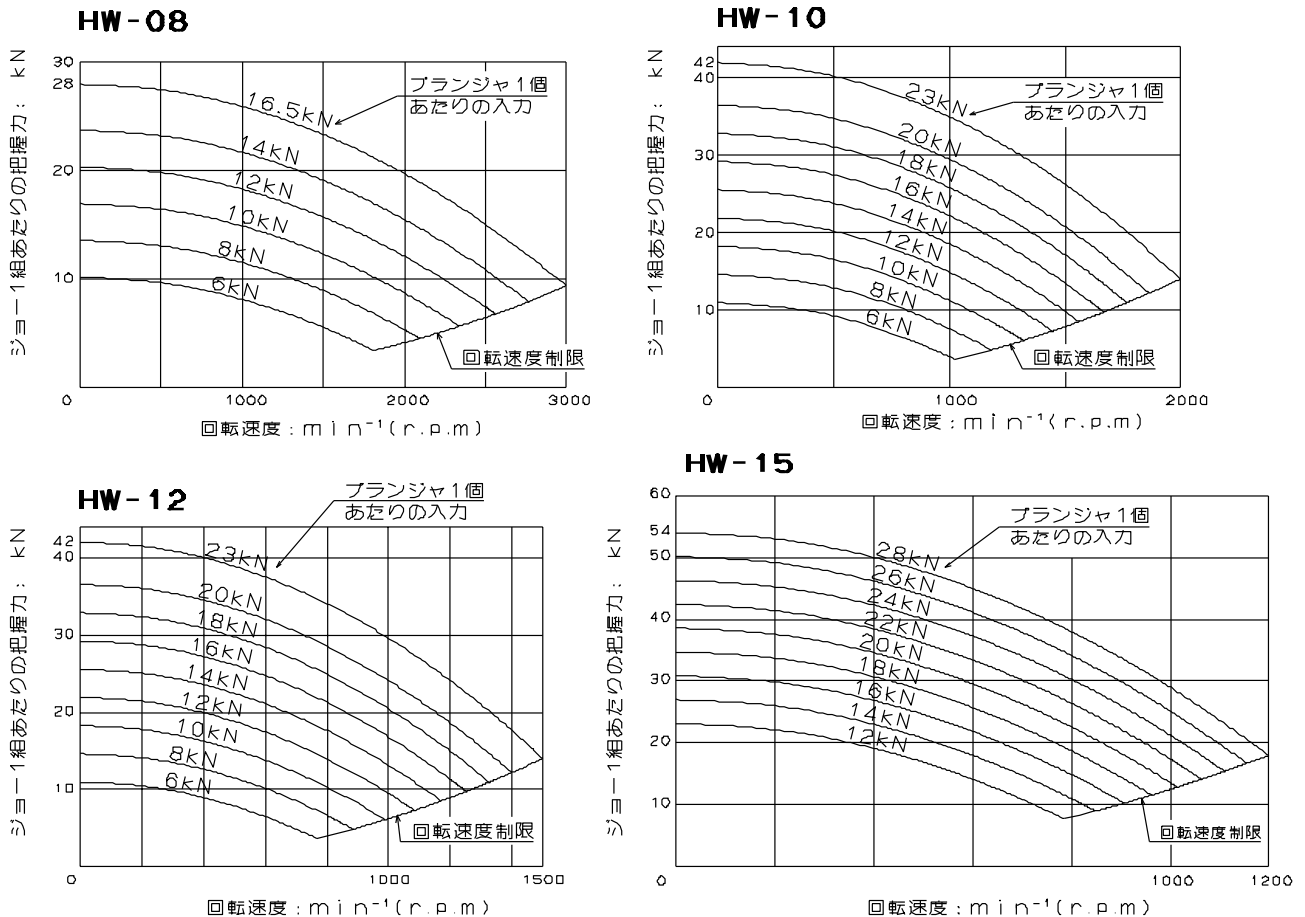 HW-08
ジョー1組あたりの把握力: kN
30
28
20
10
プランジャ1個
あたりの入力
16.5kN
14kN
12kN
10kN
8kN
6kN
回転速度制限
0
1000
2000
3000
回転速度:min⁻¹(r.p.m)
HW-10
ジョー1組あたりの把握力: kN
42
40
30
20
10
プランジャ1個
あたりの入力
23kN
20kN
18kN
16kN
14kN
12kN
10kN
8kN
6kN
回転速度制限
0
1000
2000
回転速度:min⁻¹(r.p.m)
HW-12
ジョー1組あたりの把握力: kN
42
40
30
20
10
プランジャ1個
あたりの入力
23kN
20kN
18kN
16kN
14kN
12kN
10kN
8kN
6kN
回転速度制限
0
1000
1500
回転速度:min⁻¹(r.p.m)
HW-15
ジョー1組あたりの把握力: kN
60
54
50
40
30
20
10
プランジャ1個
あたりの入力
28kN
26kN
24kN
22kN
20kN
18kN
16kN
14kN
12kN
回転速度制限
0
1000
1200
回転速度:min⁻¹(r.p.m)